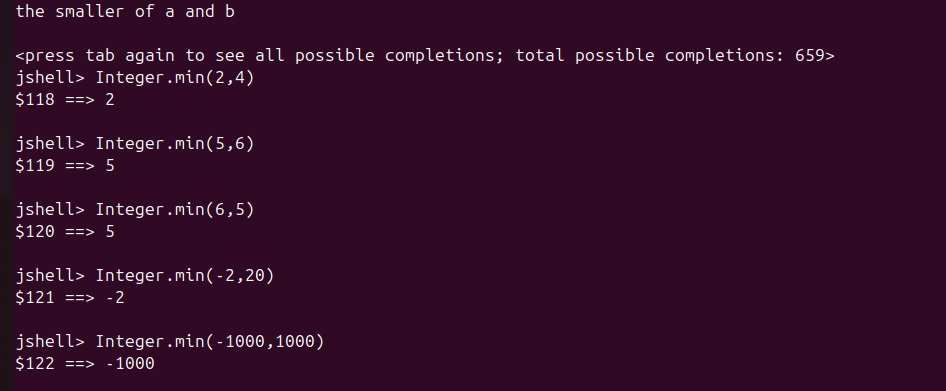 the smaller of a and b
<press tab again to see all possible completions; total possible completions: 659>
jshell> Integer.min(2,4)
$118 ==> 2
jshell> Integer.min(5,6)
$119 ==> 5
jshell> Integer.min(6,5)
$120 ==> 5
jshell> Integer.min(-2,20)
$121 ==> -2
jshell> Integer.min(-1000,1000)
$122 ==> -1000